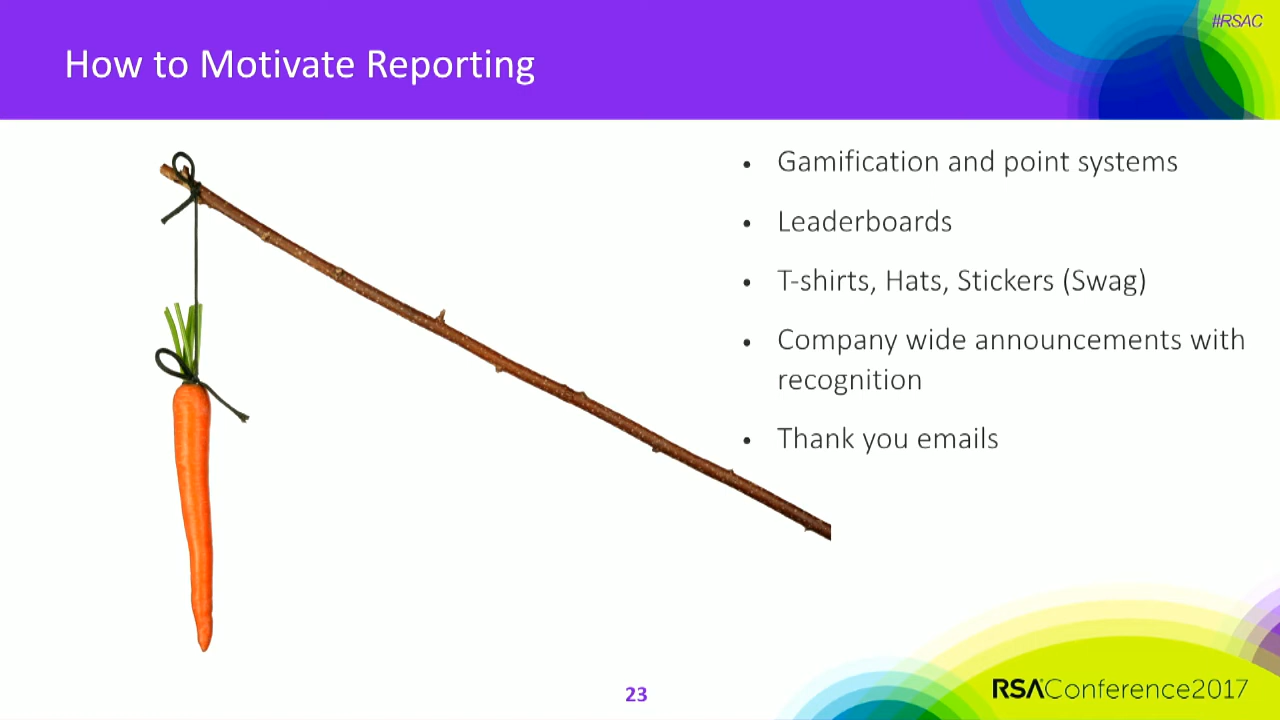 #RSAC
How to Motivate Reporting
• Gamification and point systems
• Leaderboards
• T-shirts, Hats, Stickers (Swag)
• Company wide announcements with
recognition
• Thank you emails
23
RSAConference2017